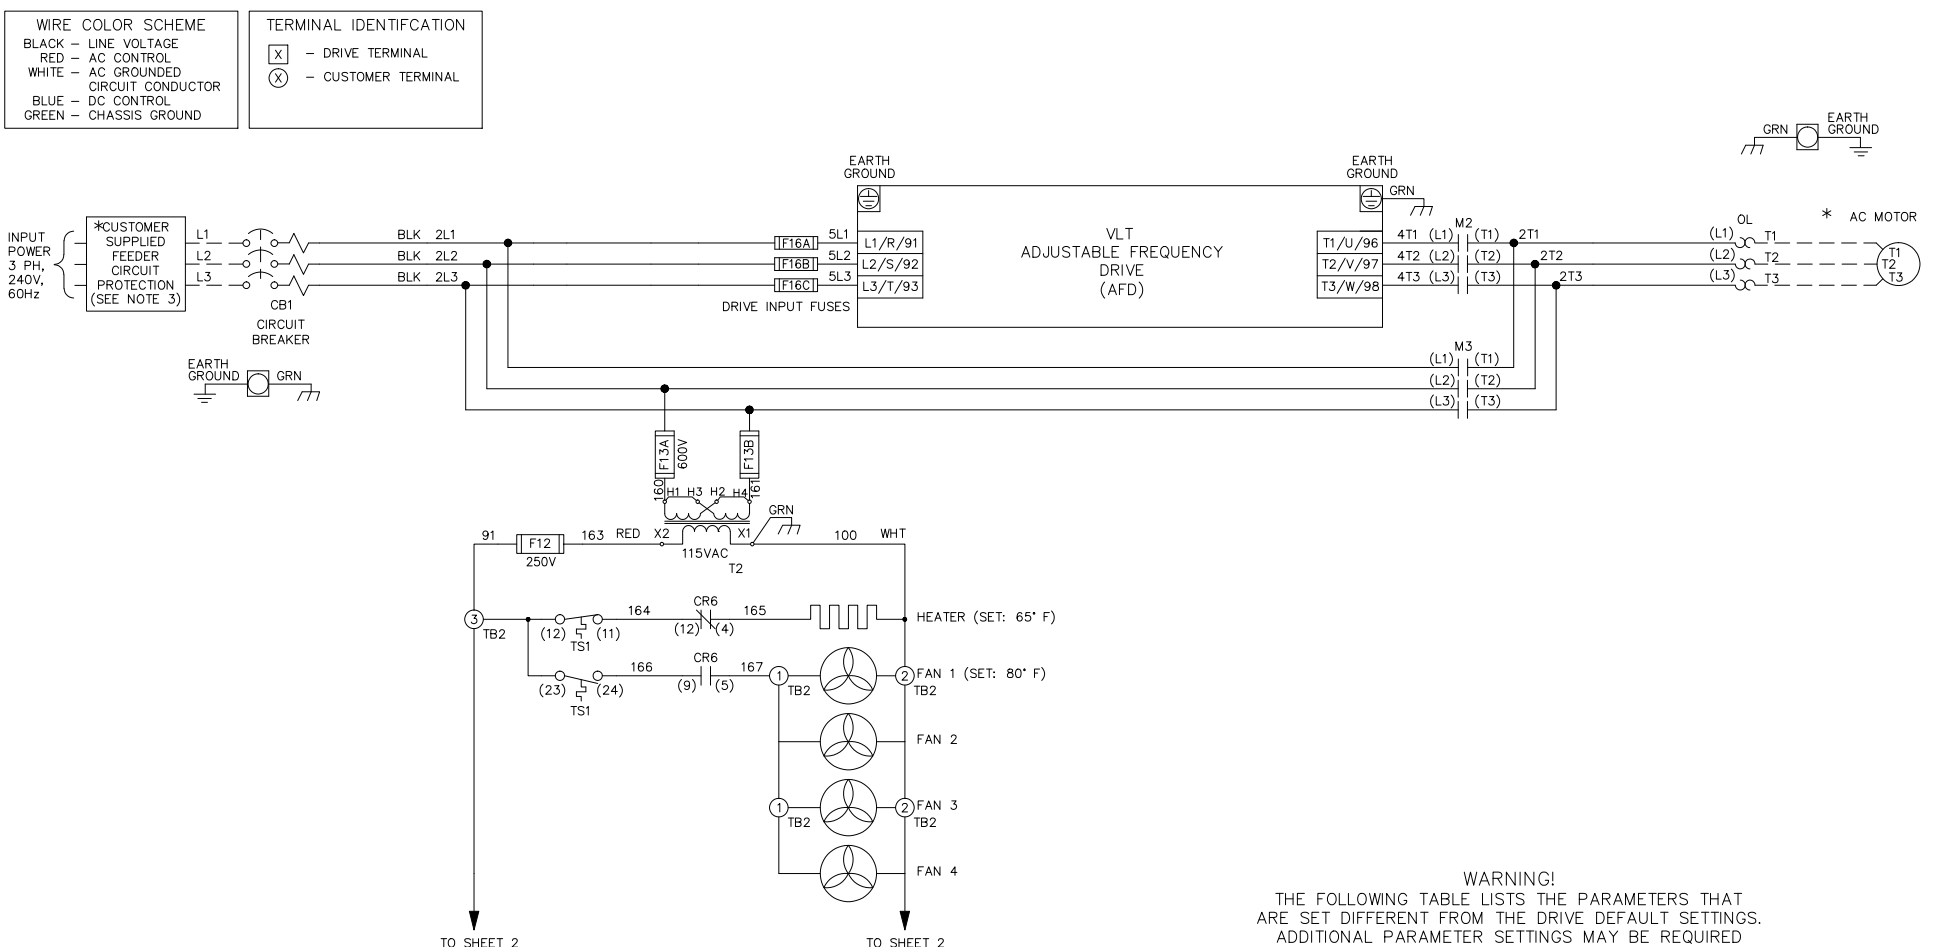 WIRE COLOR SCHEME
BLACK – LINE VOLTAGE
RED – AC CONTROL
WHITE – AC GROUNDED
CIRCUIT CONDUCTOR
BLUE – DC CONTROL
GREEN – CHASSIS GROUND
TERMINAL IDENTIFCATION
X – DRIVE TERMINAL
X – CUSTOMER TERMINAL
GRN
EARTH
GROUND
INPUT
POWER
3 PH,
240V,
60Hz
*CUSTOMER
SUPPLIED
FEEDER
CIRCUIT
PROTECTION
(SEE NOTE 3)
L1
L2
L3
CB1
CIRCUIT
BREAKER
EARTH
GROUND
GRN
BLK 2L1
BLK 2L2
BLK 2L3
F16A
F16B
F16C
5L1
5L2
5L3
DRIVE INPUT FUSES
EARTH
GROUND
L1/R/91
L2/S/92
L3/T/93
VLT
ADJUSTABLE FREQUENCY
DRIVE
(AFD)
EARTH
GROUND
GRN
T1/U/96
T2/V/97
T3/W/98
M2
4T1 (L1) (T1) 2T1
4T2 (L2) (T2) 2T2
4T3 (L3) (T3) 2T3
OL
(L1) T1
(L2) T2
(L3) T3
* AC MOTOR
T1
T2
T3
M3
(L1) (T1)
(L2) (T2)
(L3) (T3)
F13A
600V
F13B
160
H1 H3 H2 H4
161
GRN
91
F12
250V
163 RED X2
115VAC
X1
T2
100 WHT
3
TB2
(12) (11)
TS1
164
CR6
(12) (4)
165
HEATER (SET: 65° F)
(23) (24)
TS1
166
CR6
(9) (5)
167
1
TB2
2
TB2
FAN 1 (SET: 80° F)
FAN 2
1
TB2
2
TB2
FAN 3
FAN 4
TO SHEET 2
TO SHEET 2
WARNING!
THE FOLLOWING TABLE LISTS THE PARAMETERS THAT
ARE SET DIFFERENT FROM THE DRIVE DEFAULT SETTINGS.
ADDITIONAL PARAMETER SETTINGS MAY BE REQUIRED